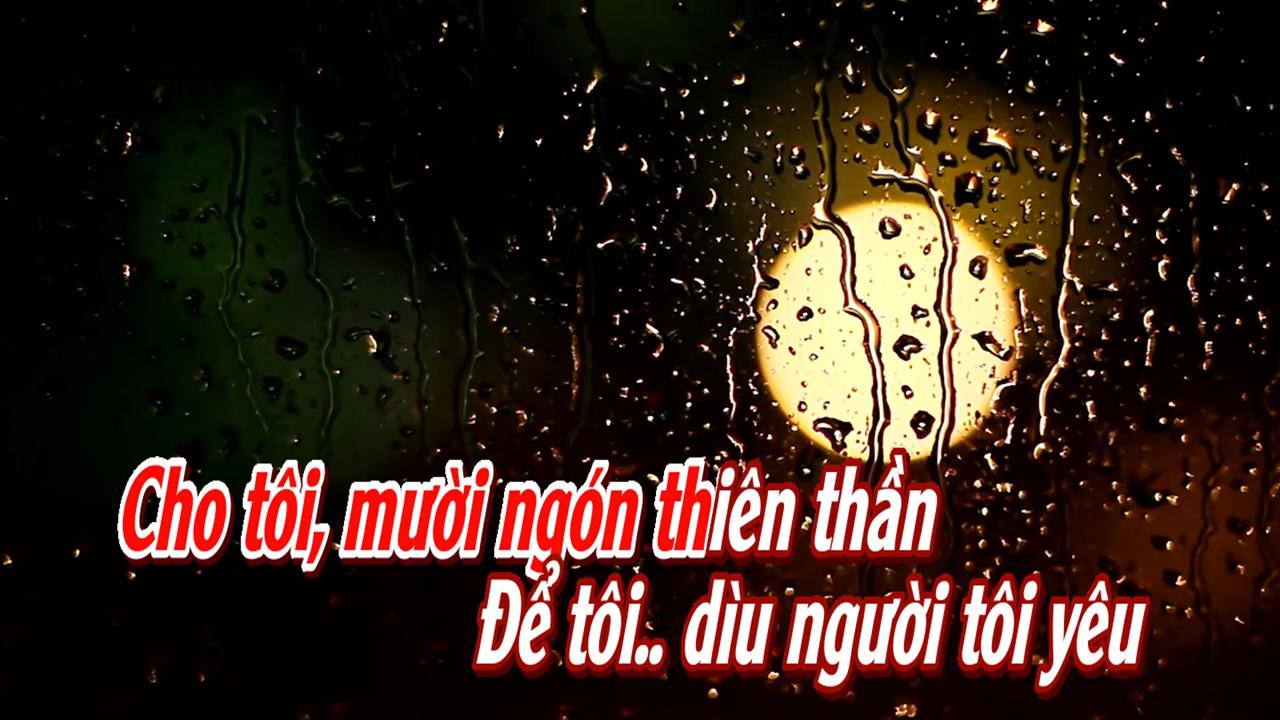 Cho tôi, mười ngón thiên thần
Để tôi.. dìu người tôi yêu